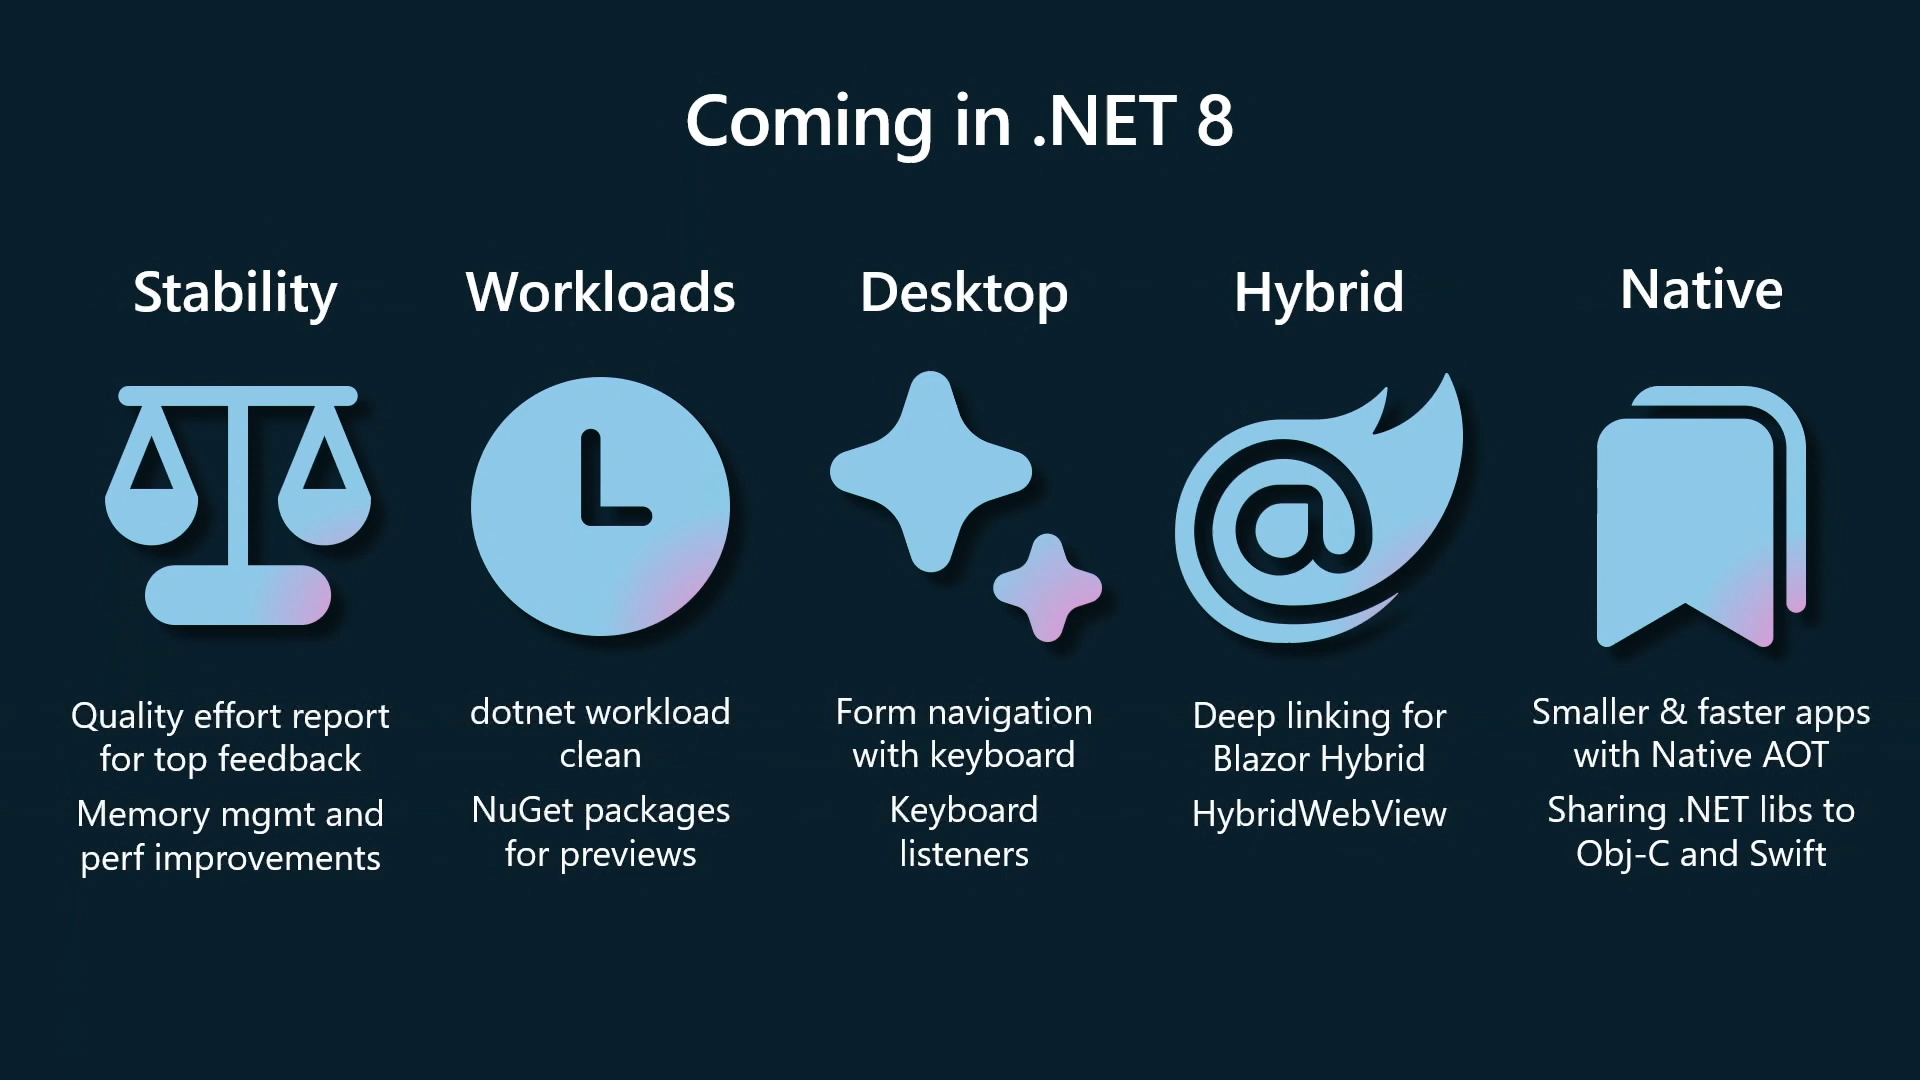 Coming in .NET 8
Stability
Quality effort report
for top feedback
Memory mgmt and
perf improvements
Workloads
dotnet workload
clean
NuGet packages
for previews
Desktop
Form navigation
with keyboard
Keyboard
listeners
Hybrid
@
Deep linking for
Blazor Hybrid
HybridWebView
Native
Smaller & faster apps
with Native AOT
Sharing .NET libs to
Obj-C and Swift